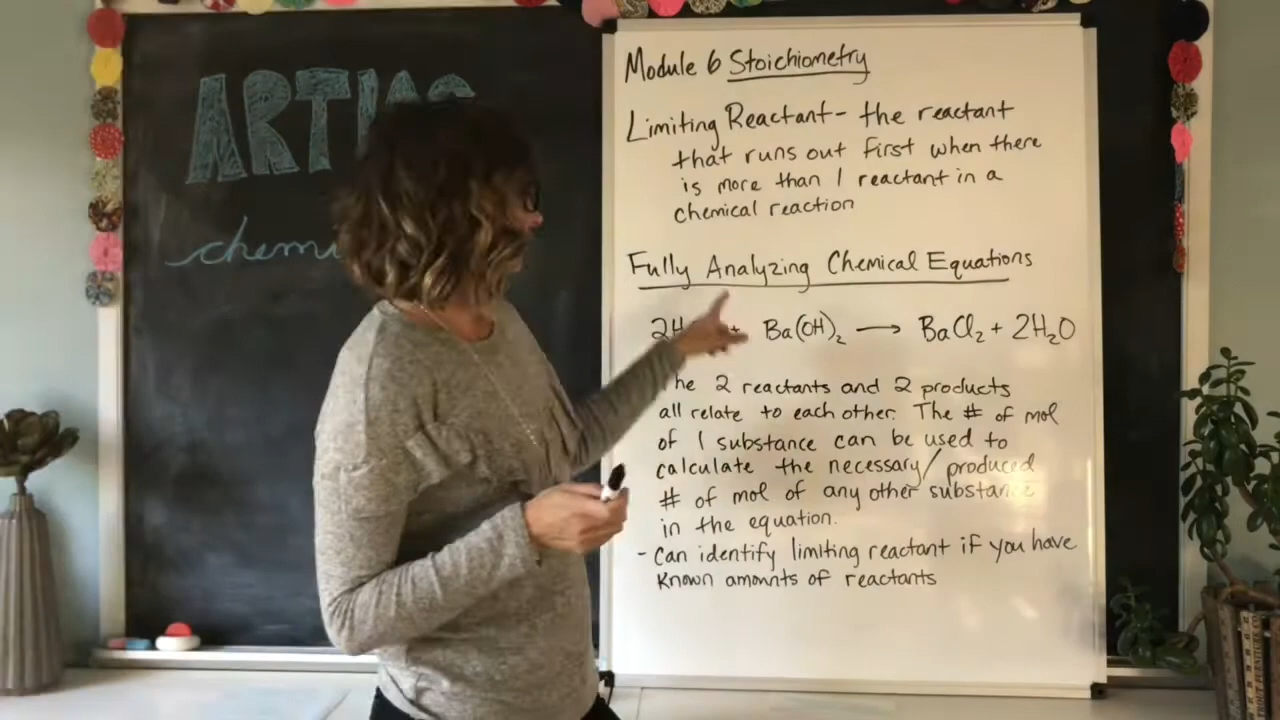 Module 6 Stoichiometry
Limiting Reactant - the reactant
that runs out first when there
is more than 1 reactant in a
chemical reaction
Fully Analyzing Chemical Equations
2H + Ba(OH)₂ → BaCl₂ + 2H₂O
he 2 reactants and 2 products
all relate to each other. The # of mol
of 1 substance can be used to
calculate the necessary/produced
# of mol of any other substance
in the equation.
- Can identify limiting reactant if you have
known amounts of reactants